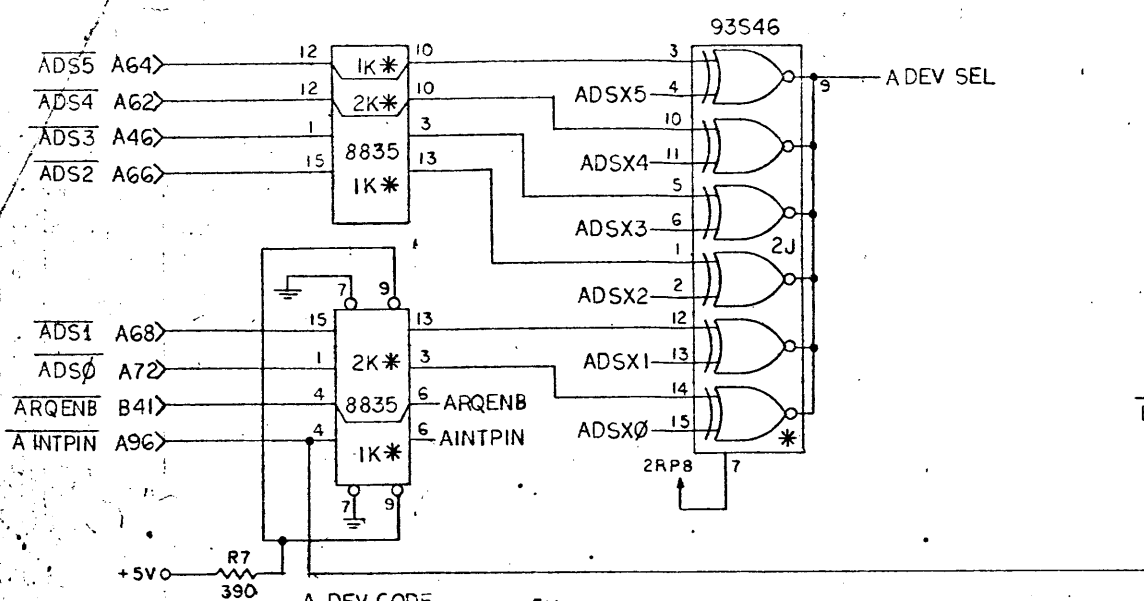 93S46
ADS5 A64 12 1K* 10 3
ADSX5 4 9 A DEV SEL
ADS4 A62 12 2K* 10 10
ADSX4 11
ADS3 A46 1 3 5
8835
ADSX3 6
ADS2 A66 15 1K* 13 1
2J
ADSX2 2
7 9
ADS1 A68 15 13 12
2K*
ADSX1 13
ADSØ A72 1 3 14
ARQENB B41 4 8835 6 ARQENB
ADSXØ 15 *
A INTPIN A96 4 6 AINTPIN
1K*
2RP8 7
7 9
R7
+5V
390
A DEV CODE